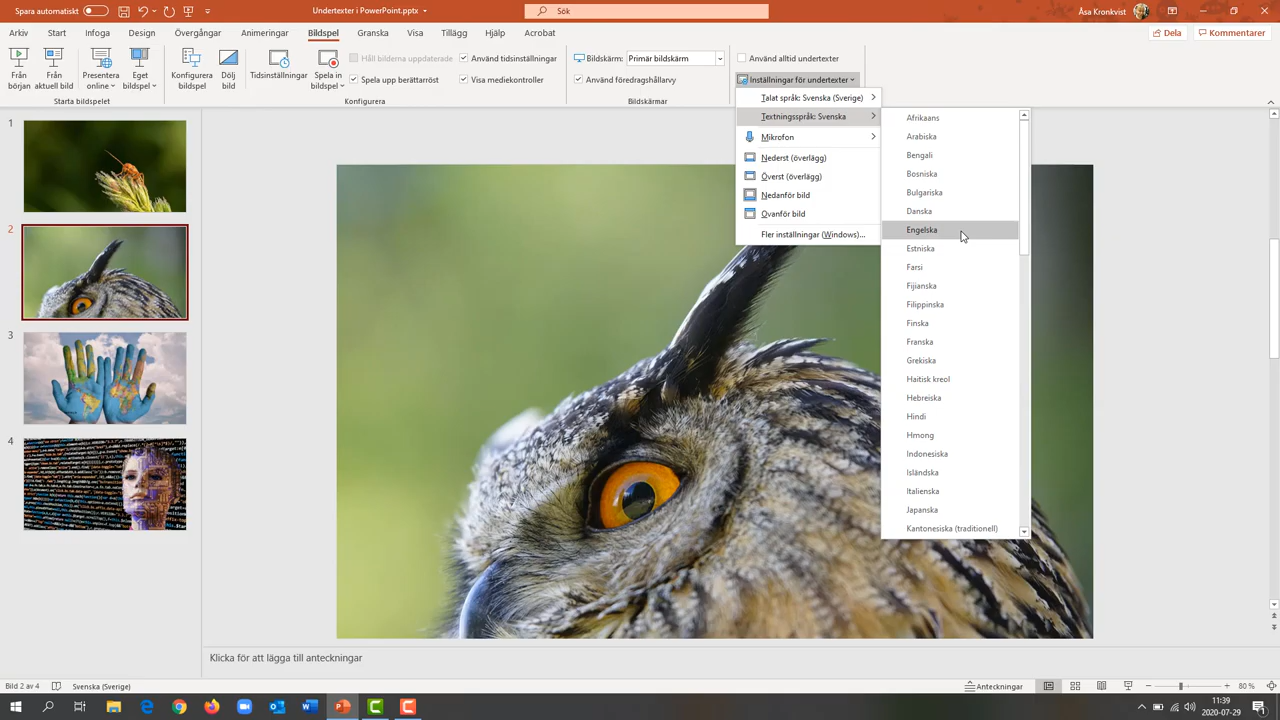 Spara automatiskt
Undertexter i PowerPoint.pptx
Sök
Åsa Kronkvist
Arkiv
Start
Infoga
Design
Övergångar
Animeringar
Bildspel
Granska
Visa
Tillägg
Hjälp
Acrobat
Dela
Kommentarer
Från början
Från aktuell bild
Presentera online
Eget bildspel
Starta bildspelet
Konfigurera bildspel
Dölj bild
Tidsinställningar
Spela in bildspel
Håll bilderna uppdaterade
Spela upp berättarröst
Använd tidsinställningar
Visa mediekontroller
Konfigurera
Bildskärm: Primär bildskärm
Använd föredragshållarvy
Bildskärmar
Använd alltid undertexter
Inställningar för undertexter
Talat språk: Svenska (Sverige)
Textningsspråk: Svenska
Mikrofon
Nederst (överlägg)
Överst (överlägg)
Nedanför bild
Ovanför bild
Fler inställningar (Windows)...
Afrikaans
Arabiska
Bengali
Bosniska
Bulgariska
Danska
Engelska
Estniska
Farsi
Fijianska
Filippinska
Finska
Franska
Grekiska
Haitisk kreol
Hebreiska
Hindi
Hmong
Indonesiska
Isländska
Italienska
Japanska
Kantonesiska (traditionell)
1
2
3
4
Klicka för att lägga till anteckningar
Bild 2 av 4
Svenska (Sverige)
Anteckningar
80 %
11:39
2020-07-29